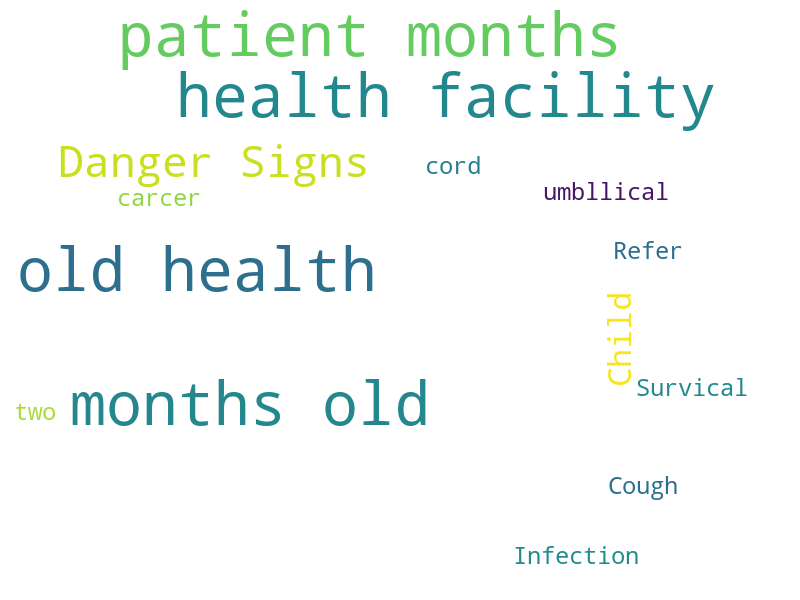 patient months
health facility
Danger Signs
cord
carcer
umbllical
old health
Refer
Child
Survical
two
months old
Cough
Infection